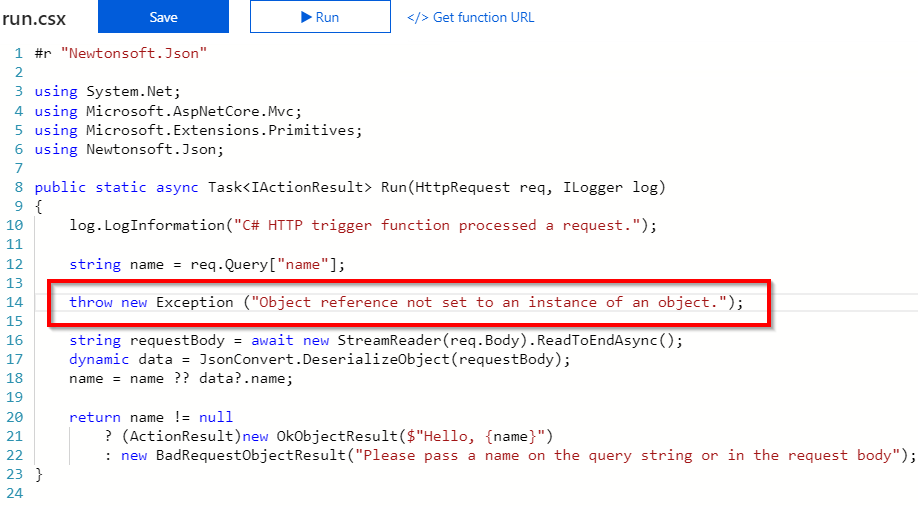 run.csx Save Run </> Get function URL
1 #r "Newtonsoft.Json"
2
3 using System.Net;
4 using Microsoft.AspNetCore.Mvc;
5 using Microsoft.Extensions.Primitives;
6 using Newtonsoft.Json;
7
8 public static async Task<IActionResult> Run(HttpRequest req, ILogger log)
9 {
10 log.LogInformation("C# HTTP trigger function processed a request.");
11
12 string name = req.Query["name"];
13
14 throw new Exception ("Object reference not set to an instance of an object.");
15
16 string requestBody = await new StreamReader(req.Body).ReadToEndAsync();
17 dynamic data = JsonConvert.DeserializeObject(requestBody);
18 name = name ?? data?.name;
19
20 return name != null
21 ? (ActionResult)new OkObjectResult($"Hello, {name}")
22 : new BadRequestObjectResult("Please pass a name on the query string or in the request body");
23 }
24